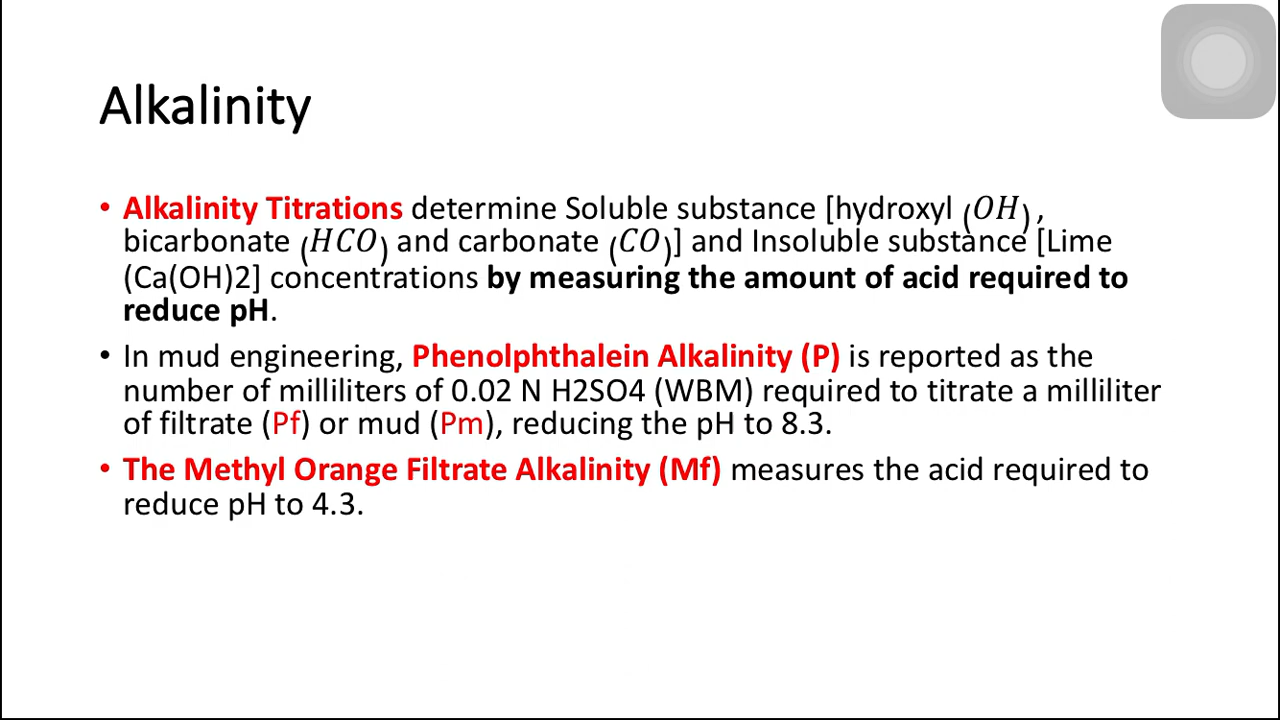 Alkalinity
• Alkalinity Titrations determine Soluble substance [hydroxyl (OH),
bicarbonate (HCO) and carbonate (CO)] and Insoluble substance [Lime
(Ca(OH)2] concentrations by measuring the amount of acid required to
reduce pH.
• In mud engineering, Phenolphthalein Alkalinity (P) is reported as the
number of milliliters of 0.02 N H2SO4 (WBM) required to titrate a milliliter
of filtrate (Pf) or mud (Pm), reducing the pH to 8.3.
• The Methyl Orange Filtrate Alkalinity (Mf) measures the acid required to
reduce pH to 4.3.